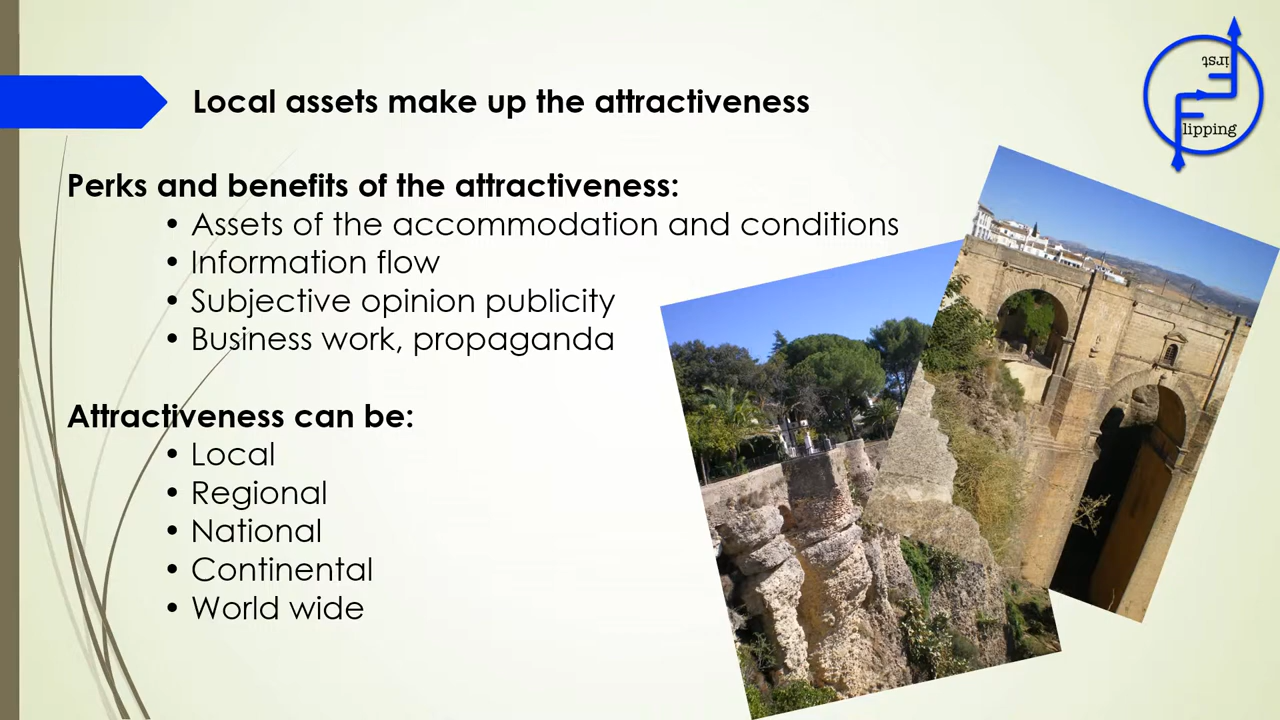 Local assets make up the attractiveness
irst
lipping
Perks and benefits of the attractiveness:
• Assets of the accommodation and conditions
• Information flow
• Subjective opinion publicity
• Business work, propaganda
Attractiveness can be:
• Local
• Regional
• National
• Continental
• World wide